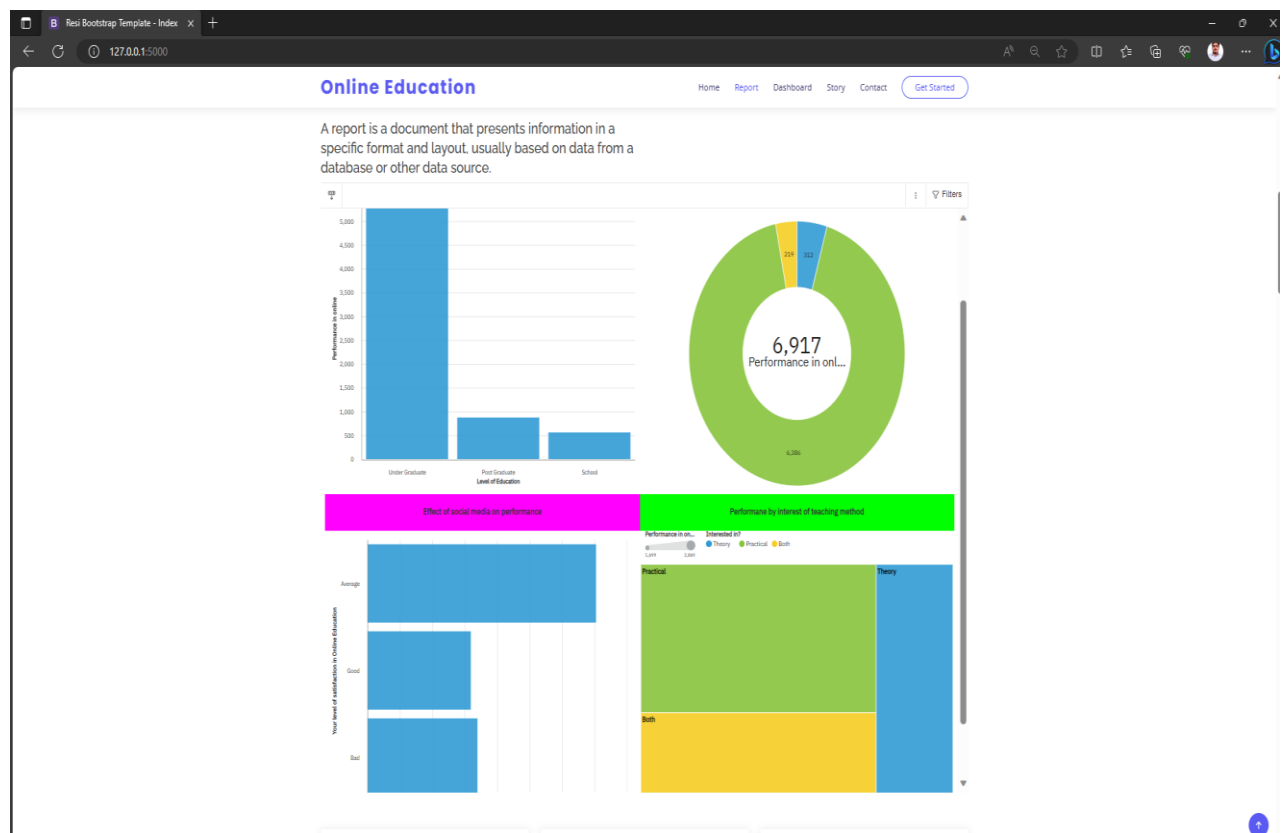 Resi Bootstrap Template - Index
127.0.0.1:5000
Online Education
Home Report Dashboard Story Contact Get Started
A report is a document that presents information in a
specific format and layout, usually based on data from a
database or other data source.
Filters
Performance in online
5,000
4,500
4,000
3,500
3,000
2,500
2,000
1,500
1,000
500
0
Under Graduate Post Graduate School
Level of Education
219 312
6,917
Performance in onl...
6,386
Effect of social media on performance
Performane by interest of teaching method
Your level of satisfaction in Online Education
Average
Good
Bad
Performance in on... Interested in?
Theory Practical Both
Practical
Theory
Both